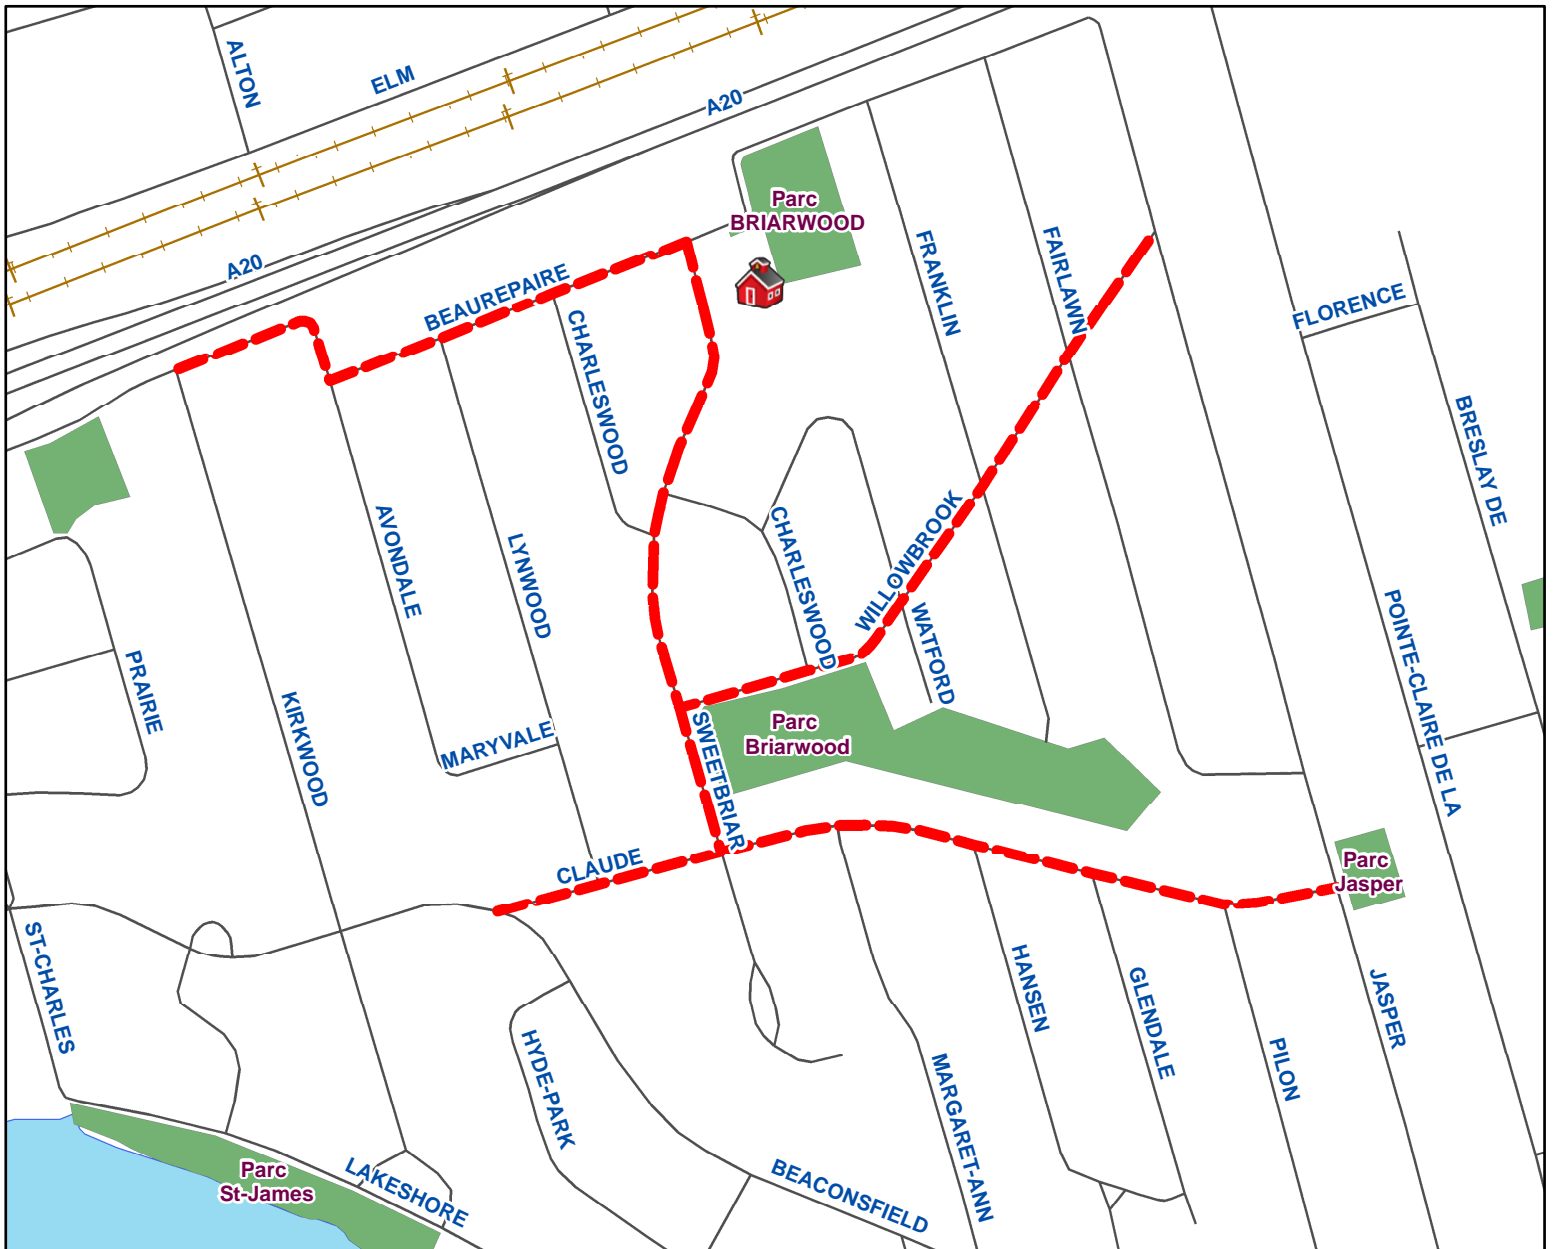 ALTON
ELM
A20
A20
Parc
BRIARWOOD
BEAUREPAIRE
FRANKLIN
FAIRLAWN
FLORENCE
CHARLESWOOD
BRESLAY DE
AVONDALE
LYNWOOD
CHARLESWOOD
WILLOWBROOK
WATFORD
POINTE-CLAIRE DE LA
PRAIRIE
KIRKWOOD
MARYVALE
SWEETBRIAR
Parc
Briarwood
CLAUDE
Parc
Jasper
ST-CHARLES
HYDE-PARK
HANSEN
GLENDALE
JASPER
PILON
MARGARET-ANN
Parc
St-James
LAKESHORE
BEACONSFIELD